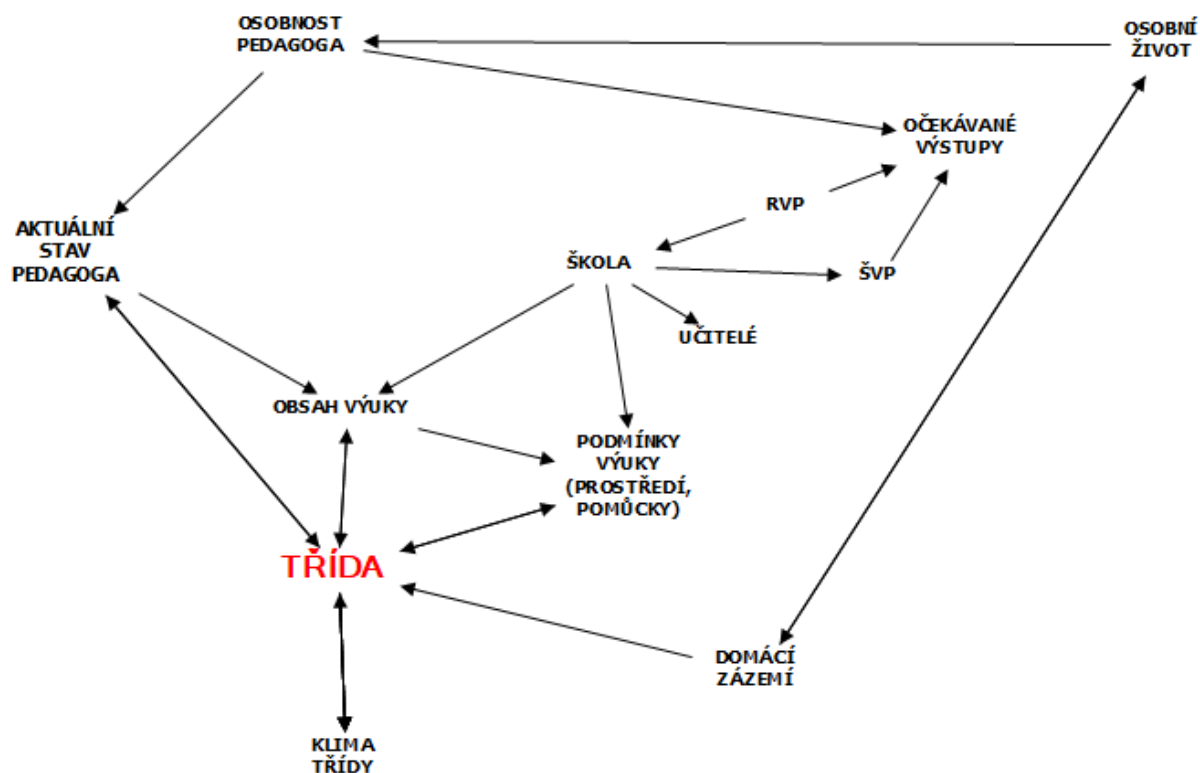 OSOBNOST
PEDAGOGA
OSOBNÍ
ŽIVOT
OČEKÁVANÉ
VÝSTUPY
RVP
AKTUÁLNÍ
STAV
PEDAGOGA
ŠKOLA
ŠVP
UČITELÉ
OBSAH VÝUKY
PODMÍNKY
VÝUKY
(PROSTŘEDÍ,
POMŮCKY)
TŘÍDA
DOMÁCÍ
ZÁZEMÍ
KLIMA
TŘÍDY